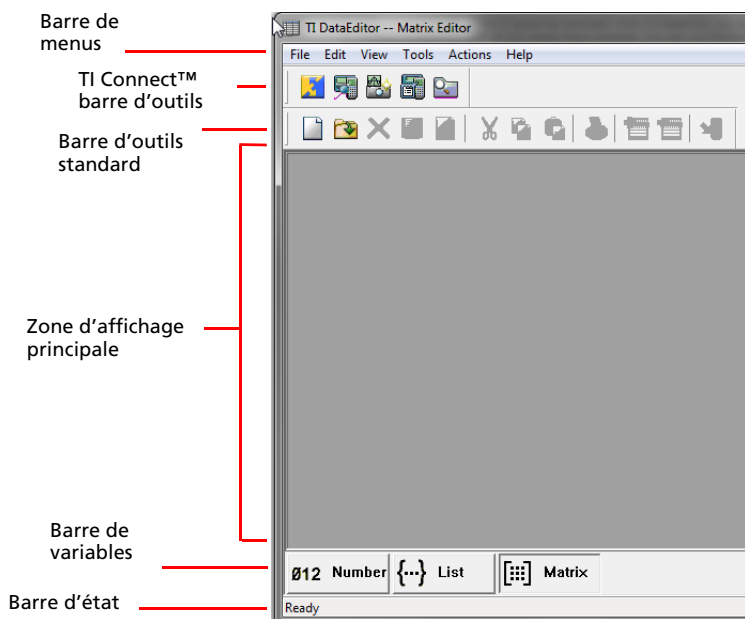 Barre de
menus
TI DataEditor -- Matrix Editor
File Edit View Tools Actions Help
TI Connect™
barre d'outils
Barre d'outils
standard
Zone d'affichage
principale
Barre de
variables
Ø12 Number {···} List [⁝⁝⁝] Matrix
Barre d'état
Ready